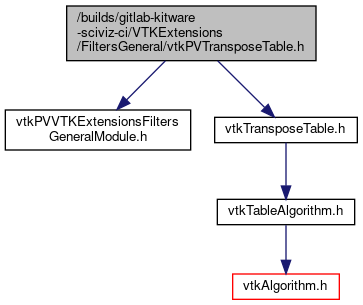 /builds/gitlab-kitware
-sciviz-ci/VTKExtensions
/FiltersGeneral/vtkPVTransposeTable.h
vtkPVVTKExtensionsFilters
GeneralModule.h
vtkTransposeTable.h
vtkTableAlgorithm.h
vtkAlgorithm.h